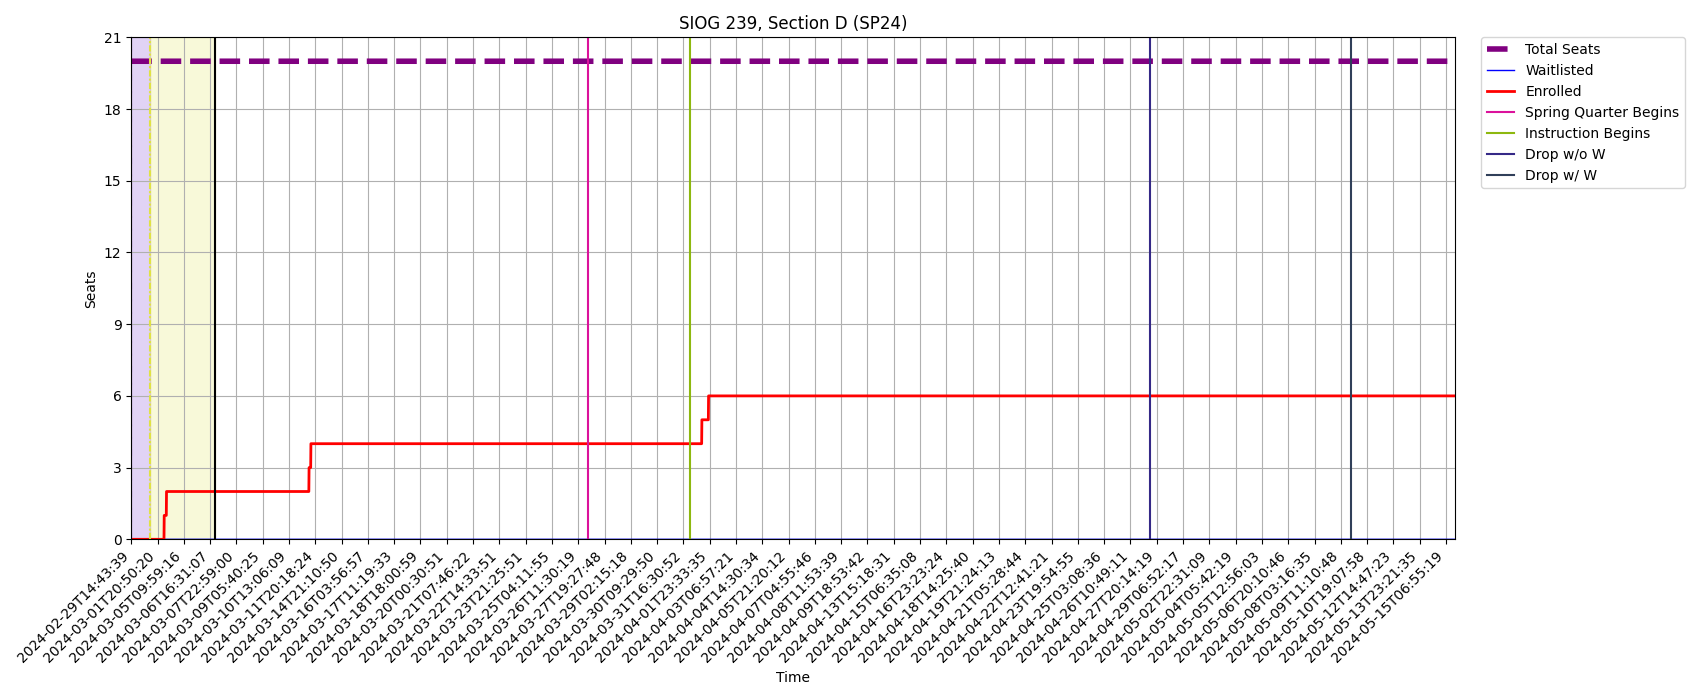 SIOG 239, Section D (SP24)
Total Seats
Waitlisted
Enrolled
Spring Quarter Begins
Instruction Begins
Drop w/o W
Drop w/ W
Seats
21
18
15
12
9
6
3
0
2024-02-29T14:43:39
2024-03-01T20:50:20
2024-03-05T09:59:16
2024-03-06T16:31:07
2024-03-07T22:59:00
2024-03-09T05:40:25
2024-03-10T13:06:09
2024-03-11T20:18:24
2024-03-14T21:10:50
2024-03-16T03:56:57
2024-03-17T11:19:33
2024-03-18T18:00:59
2024-03-20T00:30:51
2024-03-21T07:46:22
2024-03-22T14:33:51
2024-03-23T21:25:51
2024-03-25T04:11:55
2024-03-26T11:30:19
2024-03-27T19:27:48
2024-03-29T02:15:18
2024-03-30T09:29:50
2024-03-31T16:30:52
2024-04-01T23:33:35
2024-04-03T06:57:21
2024-04-04T14:30:34
2024-04-05T21:20:12
2024-04-07T04:55:46
2024-04-08T11:53:39
2024-04-09T18:53:42
2024-04-13T15:18:31
2024-04-15T06:35:08
2024-04-16T23:23:24
2024-04-18T14:25:40
2024-04-19T21:24:13
2024-04-21T05:28:44
2024-04-22T12:41:21
2024-04-23T19:54:55
2024-04-25T03:08:36
2024-04-26T10:49:11
2024-04-27T20:14:19
2024-04-29T06:52:17
2024-05-02T22:31:09
2024-05-04T05:42:19
2024-05-05T12:56:03
2024-05-06T20:10:46
2024-05-08T03:16:35
2024-05-09T11:10:48
2024-05-10T19:07:58
2024-05-12T14:47:23
2024-05-13T23:21:35
2024-05-15T06:55:19
Time